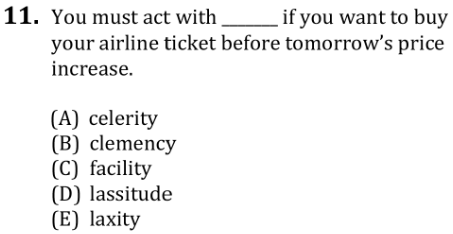 11. You must act with ______ if you want to buy
your airline ticket before tomorrow's price
increase.
(A) celerity
(B) clemency
(C) facility
(D) lassitude
(E) laxity